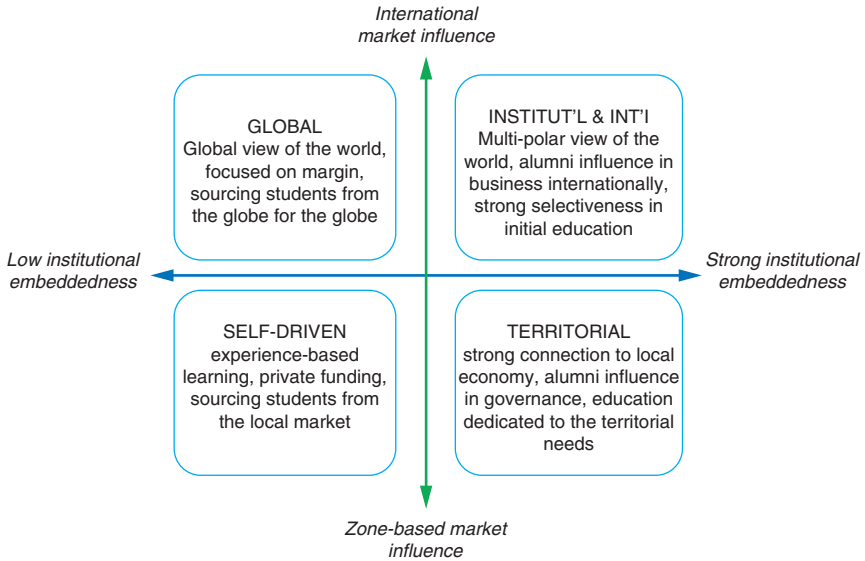 International
market influence
GLOBAL
Global view of the world,
focused on margin,
sourcing students from
the globe for the globe
INSTITUT'L & INT'I
Multi-polar view of the
world, alumni influence in
business internationally,
strong selectiveness in
initial education
Low institutional
embeddedness
Strong institutional
embeddedness
SELF-DRIVEN
experience-based
learning, private funding,
sourcing students from
the local market
TERRITORIAL
strong connection to local
economy, alumni influence
in governance, education
dedicated to the territorial
needs
Zone-based market
influence